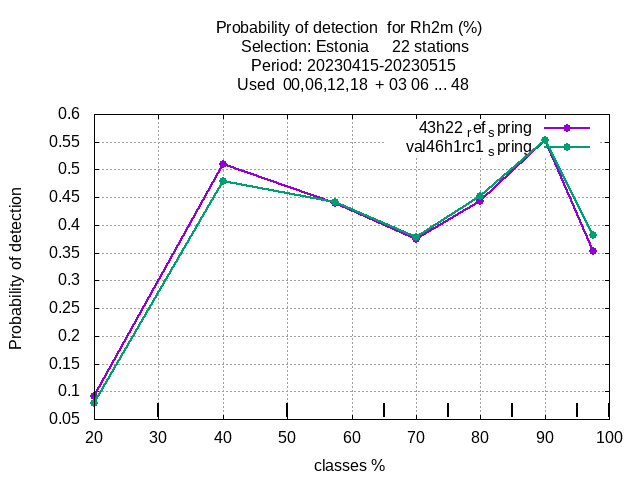 Probability of detection  for Rh2m (%)
Selection: Estonia     22 stations
Period: 20230415-20230515
Used  00,06,12,18  + 03 06 ... 48
43h22 ref spring
val46h1rc1 spring
Probability of detection
0.6
0.55
0.5
0.45
0.4
0.35
0.3
0.25
0.2
0.15
0.1
0.05
20 30 40 50 60 70 80 90 100
classes %